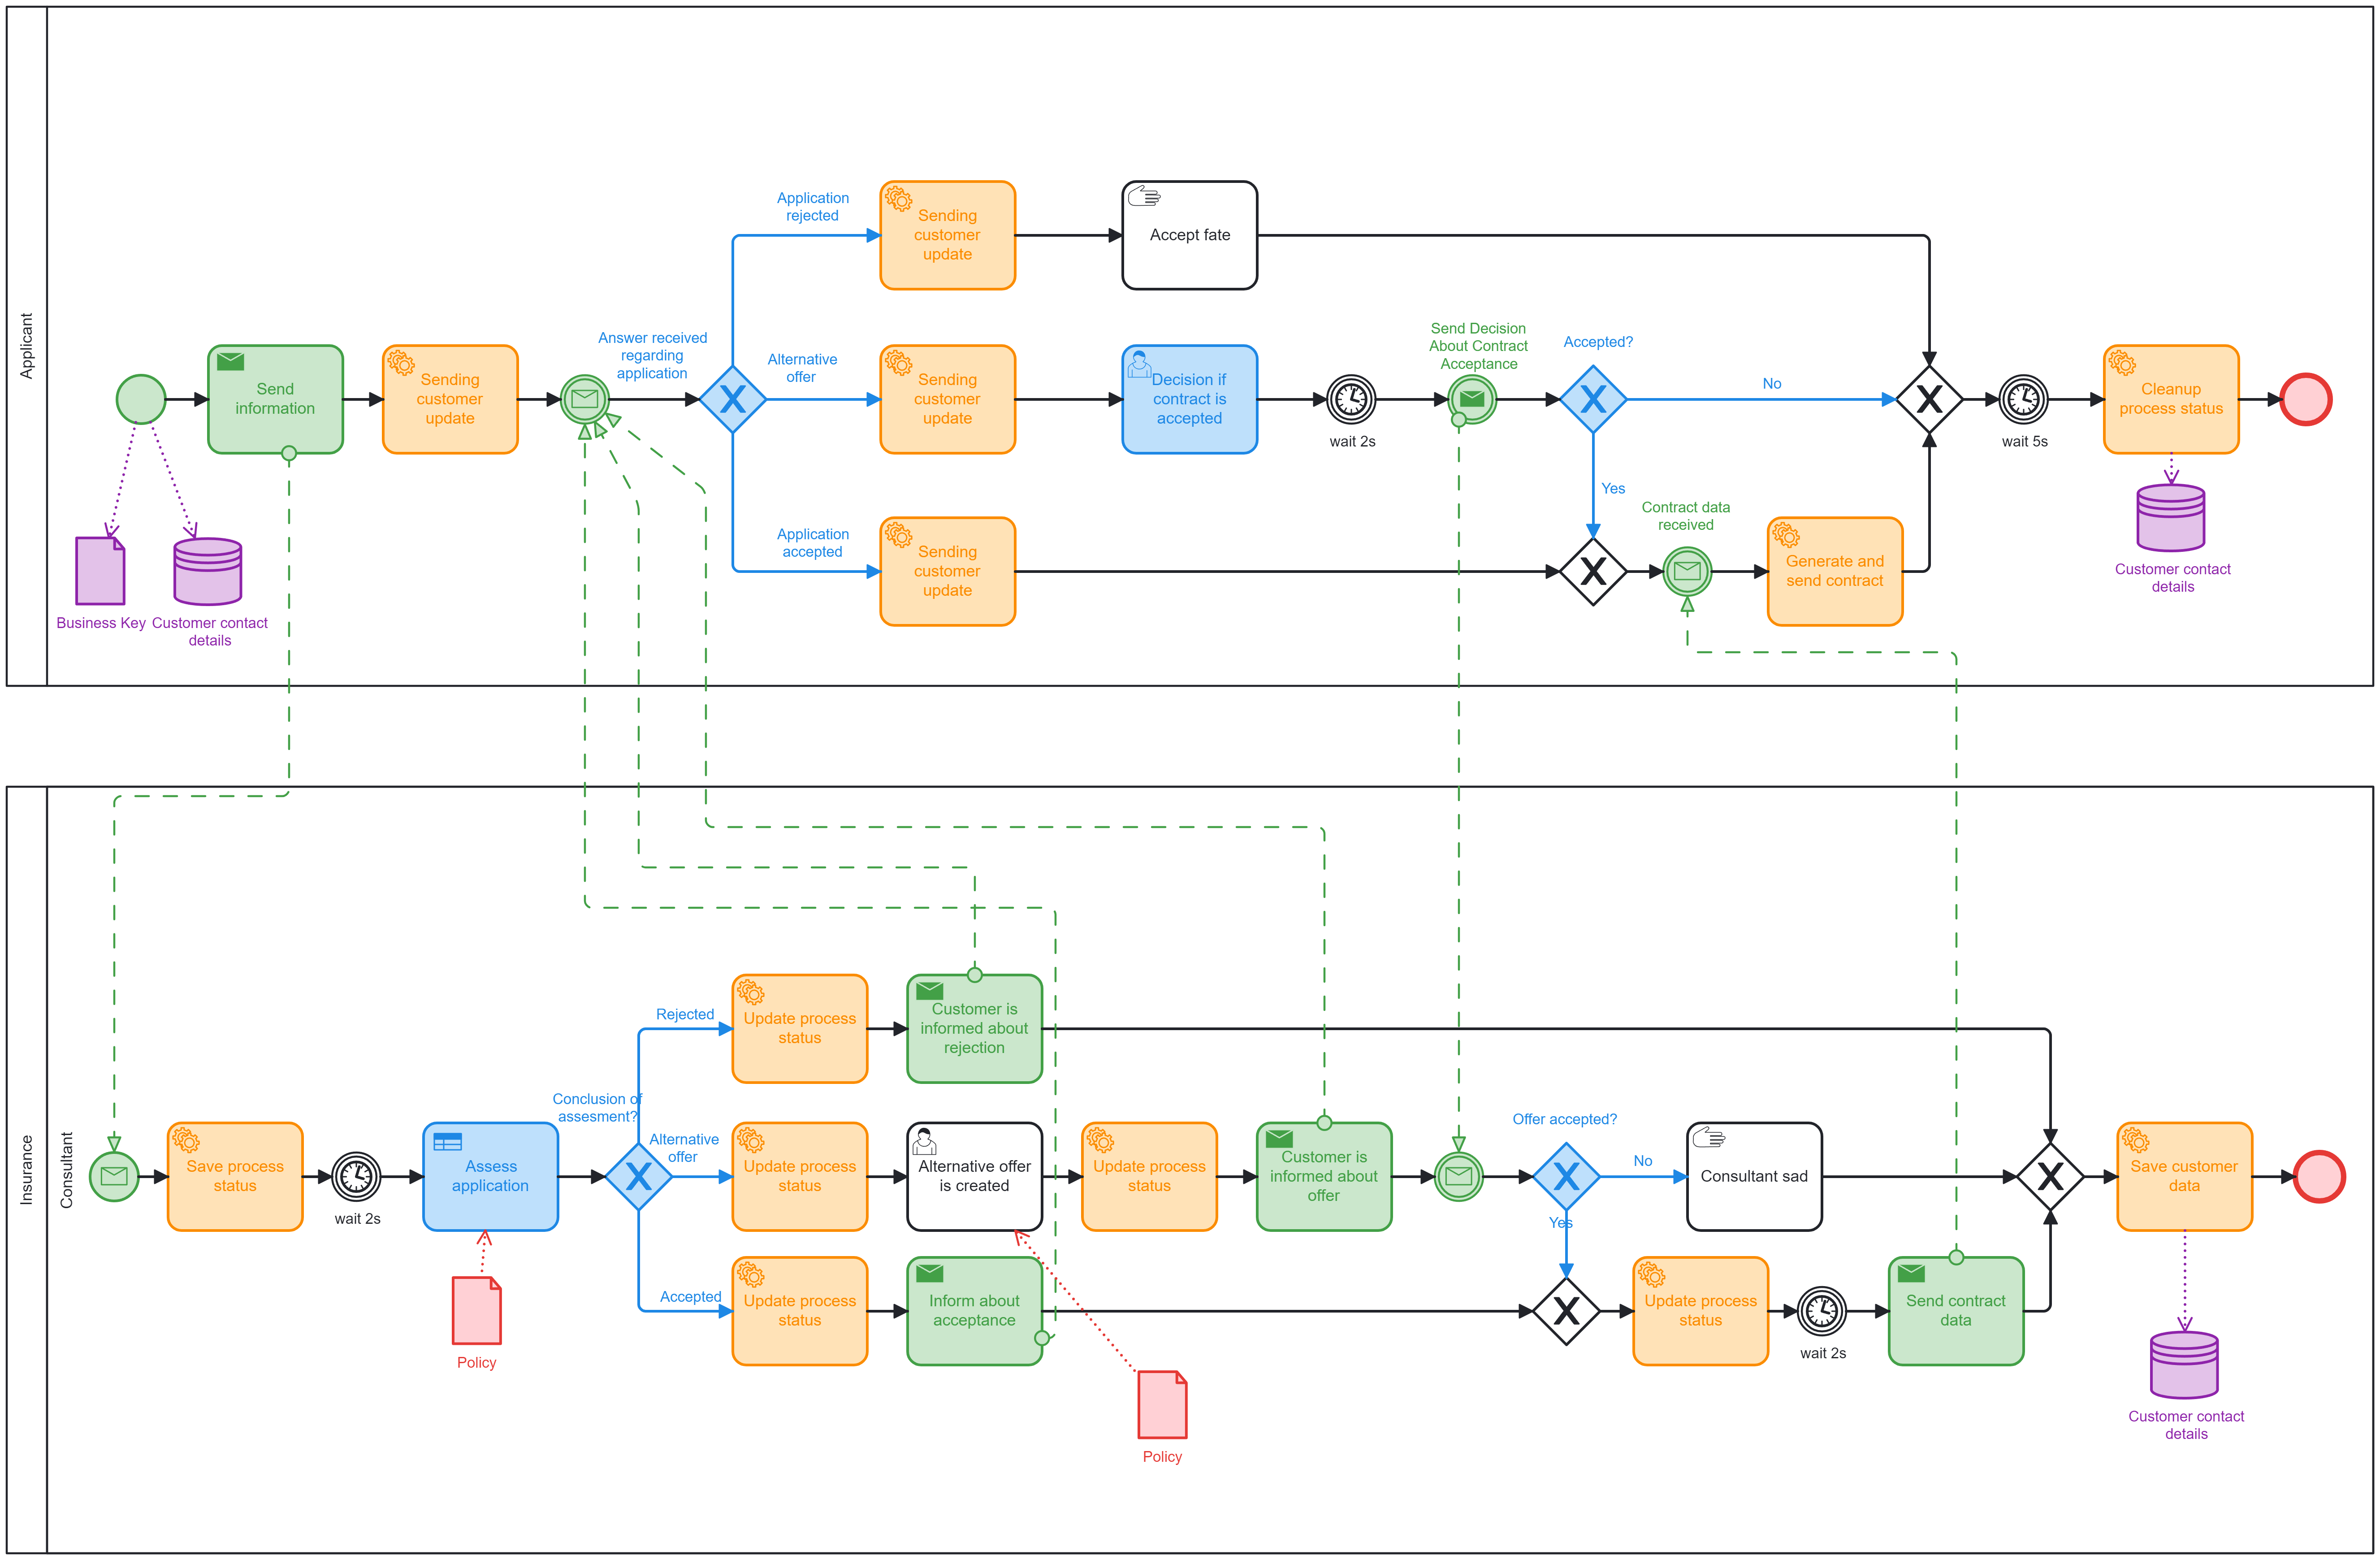 Applicant
Application
rejected
Sending
customer
update
Accept fate
Send
information
Sending
customer
update
Answer received
regarding
application
Alternative
offer
Sending
customer
update
Decision if
contract is
accepted
wait 2s
Send Decision
About Contract
Acceptance
Accepted?
No
Yes
wait 5s
Cleanup
process status
Customer contact
details
Application
accepted
Sending
customer
update
Contract data
received
Generate and
send contract
Business Key
Customer contact
details
Insurance
Consultant
Save process
status
wait 2s
Assess
application
Policy
Conclusion of
assesment?
Rejected
Update process
status
Customer is
informed about
rejection
Alternative
offer
Update process
status
Alternative offer
is created
Update process
status
Customer is
informed about
offer
Offer accepted?
No
Consultant sad
Yes
Save customer
data
Accepted
Update process
status
Inform about
acceptance
Update process
status
wait 2s
Send contract
data
Customer contact
details
Policy